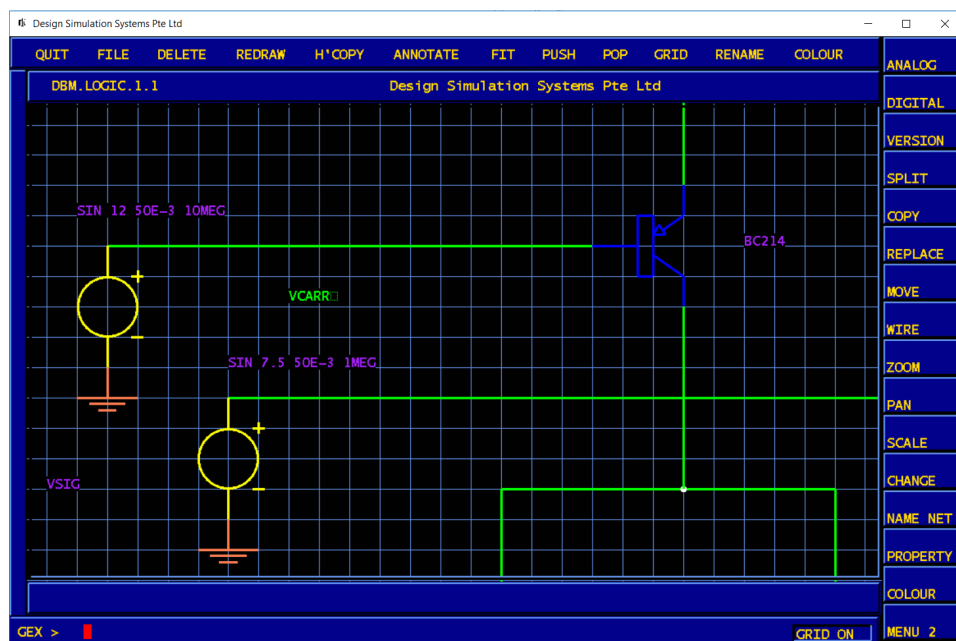 Design Simulation Systems Pte Ltd
QUIT FILE DELETE REDRAW H'COPY ANNOTATE FIT PUSH POP GRID RENAME COLOUR
DBM.LOGIC.1.1 Design Simulation Systems Pte Ltd
ANALOG
DIGITAL
VERSION
SPLIT
COPY
REPLACE
MOVE
WIRE
ZOOM
PAN
SCALE
CHANGE
NAME NET
PROPERTY
COLOUR
MENU 2
SIN 12 50E-3 10MEG
BC214
VCARR
SIN 7.5 50E-3 1MEG
VSIG
GEX >
GRID ON